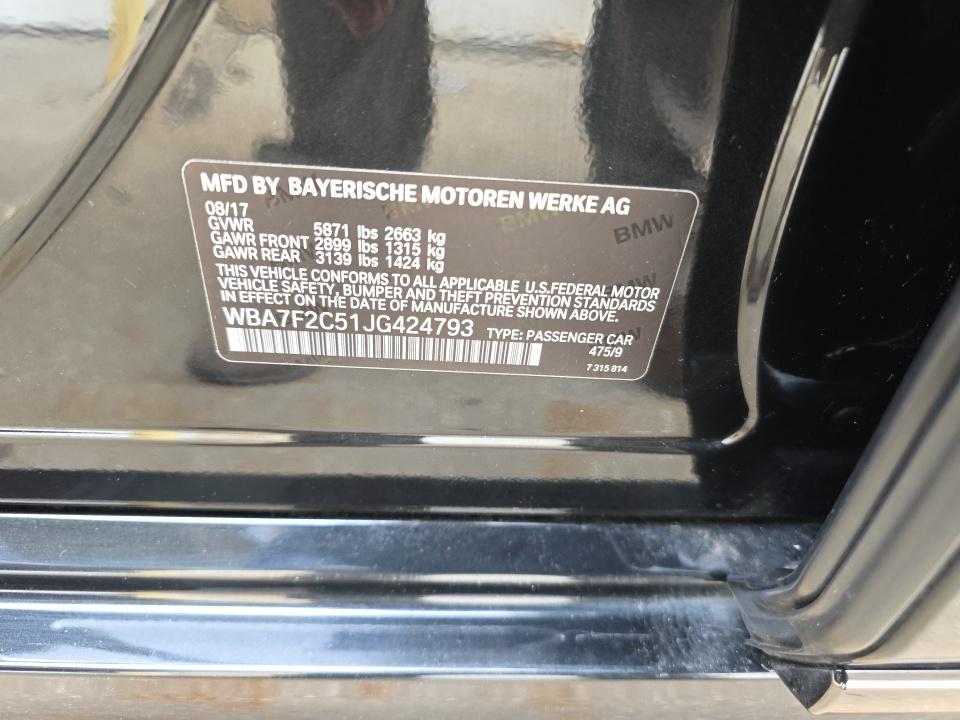 MFD BY BAYERISCHE MOTOREN WERKE AG
08/17
GVWR 5871 lbs 2663 kg
GAWR FRONT 2899 lbs 1315 kg
GAWR REAR 3139 lbs 1424 kg
THIS VEHICLE CONFORMS TO ALL APPLICABLE U.S.FEDERAL MOTOR
VEHICLE SAFETY, BUMPER AND THEFT PREVENTION STANDARDS
IN EFFECT ON THE DATE OF MANUFACTURE SHOWN ABOVE.
WBA7F2C51JG424793
TYPE: PASSENGER CAR
475/9
7 315 814
BMW
BMW